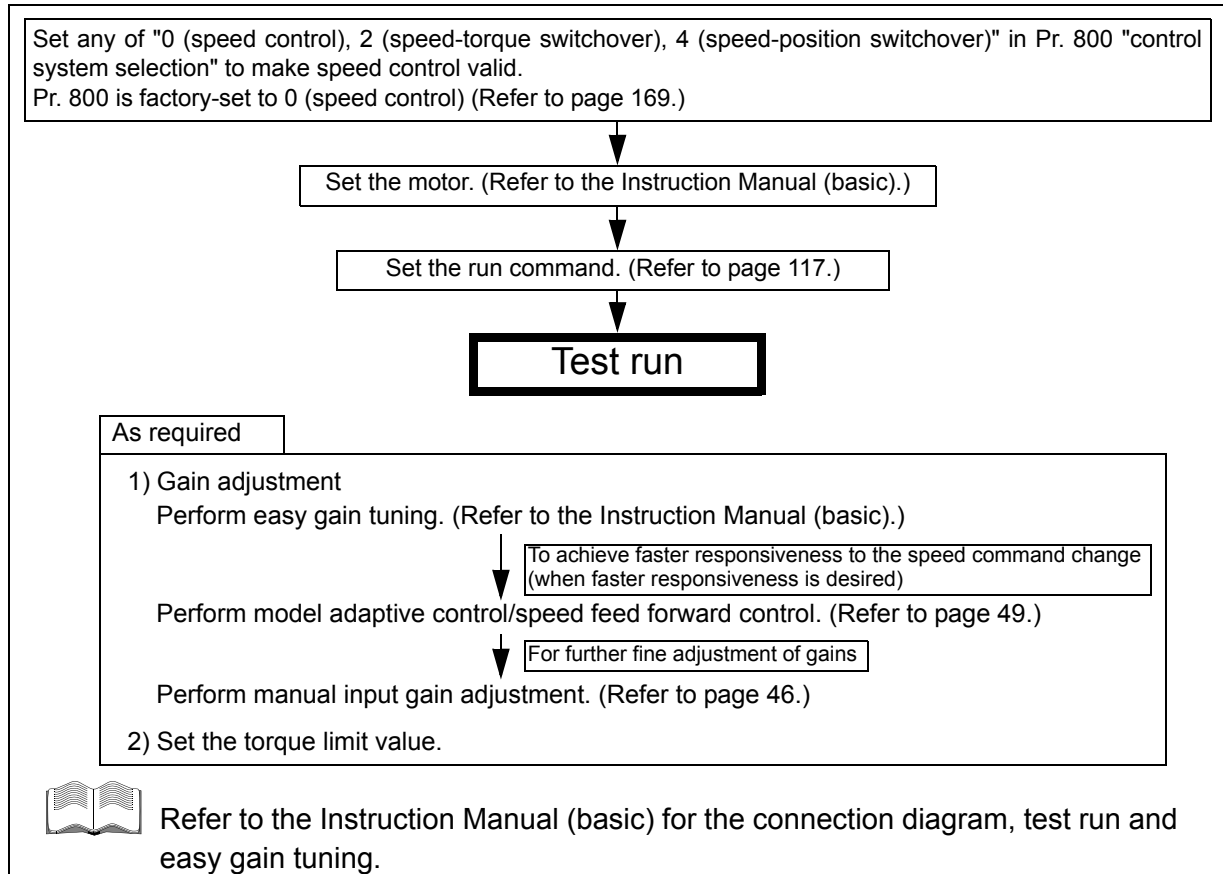 Set any of "0 (speed control), 2 (speed-torque switchover), 4 (speed-position switchover)" in Pr. 800 "control
system selection" to make speed control valid.
Pr. 800 is factory-set to 0 (speed control) (Refer to page 169.)
Set the motor. (Refer to the Instruction Manual (basic).)
Set the run command. (Refer to page 117.)
Test run
As required
1) Gain adjustment
Perform easy gain tuning. (Refer to the Instruction Manual (basic).)
To achieve faster responsiveness to the speed command change
(when faster responsiveness is desired)
Perform model adaptive control/speed feed forward control. (Refer to page 49.)
For further fine adjustment of gains
Perform manual input gain adjustment. (Refer to page 46.)
2) Set the torque limit value.
Refer to the Instruction Manual (basic) for the connection diagram, test run and
easy gain tuning.